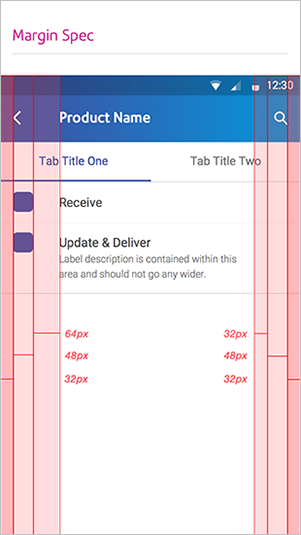 Margin Spec
12:30
Product Name
Tab Title One Tab Title Two
Receive
Update & Deliver
Label description is contained within this
area and should not go any wider.
64px 32px
48px 48px
32px 32px